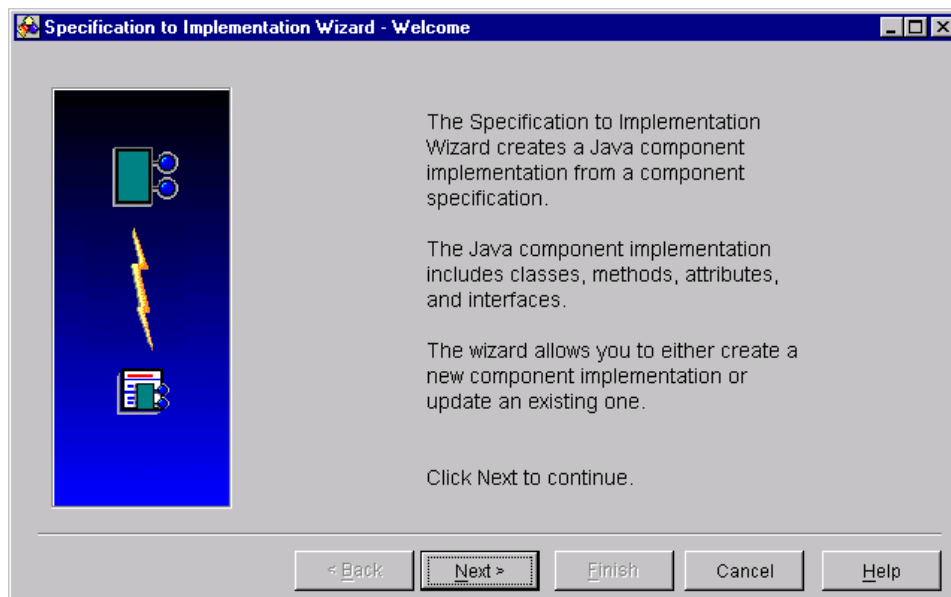 Specification to Implementation Wizard - Welcome
The Specification to Implementation
Wizard creates a Java component
implementation from a component
specification.
The Java component implementation
includes classes, methods, attributes,
and interfaces.
The wizard allows you to either create a
new component implementation or
update an existing one.
Click Next to continue.
< Back Next > Finish Cancel Help